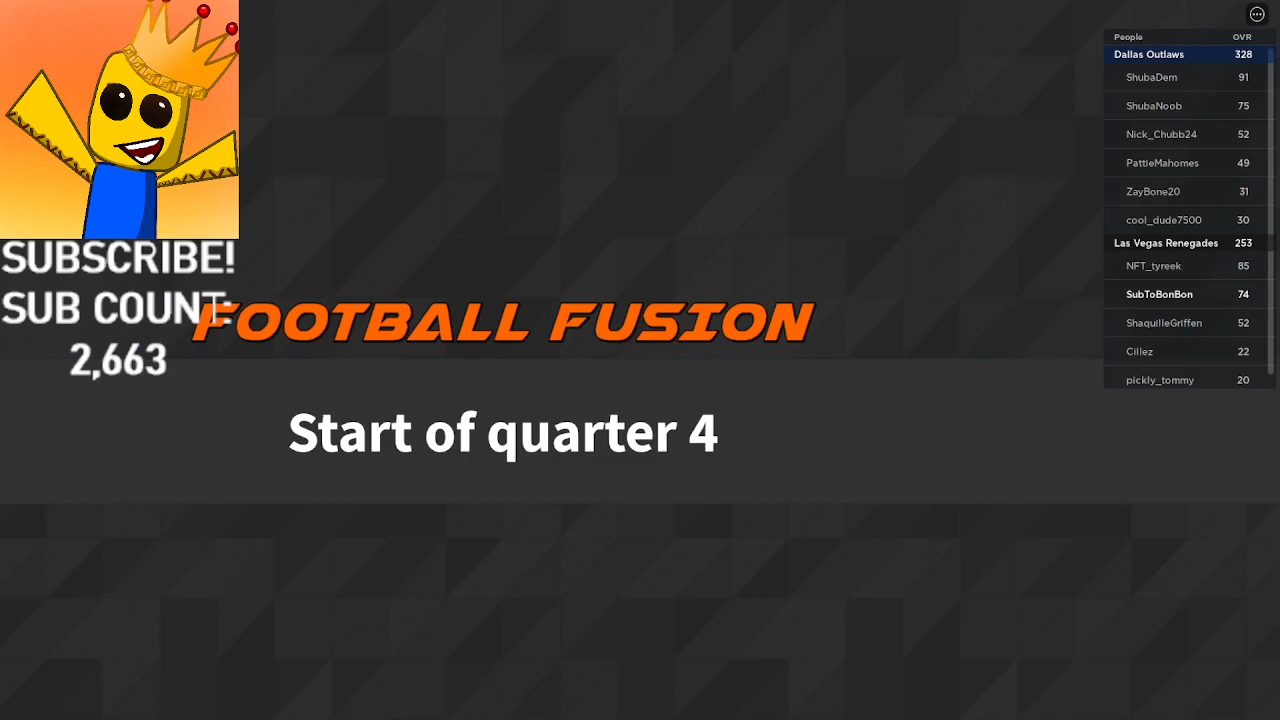 SUBSCRIBE!
SUB COUNT:
2,663
FOOTBALL FUSION
Start of quarter 4
People OVR
Dallas Outlaws 328
ShubaDem 91
ShubaNoob 75
Nick_Chubb24 52
PattieMahomes 49
ZayBone20 31
cool_dude7500 30
Las Vegas Renegades 253
NFT_tyreek 85
SubToBonBon 74
ShaquilleGriffen 52
Cillez 22
pickly_tommy 20